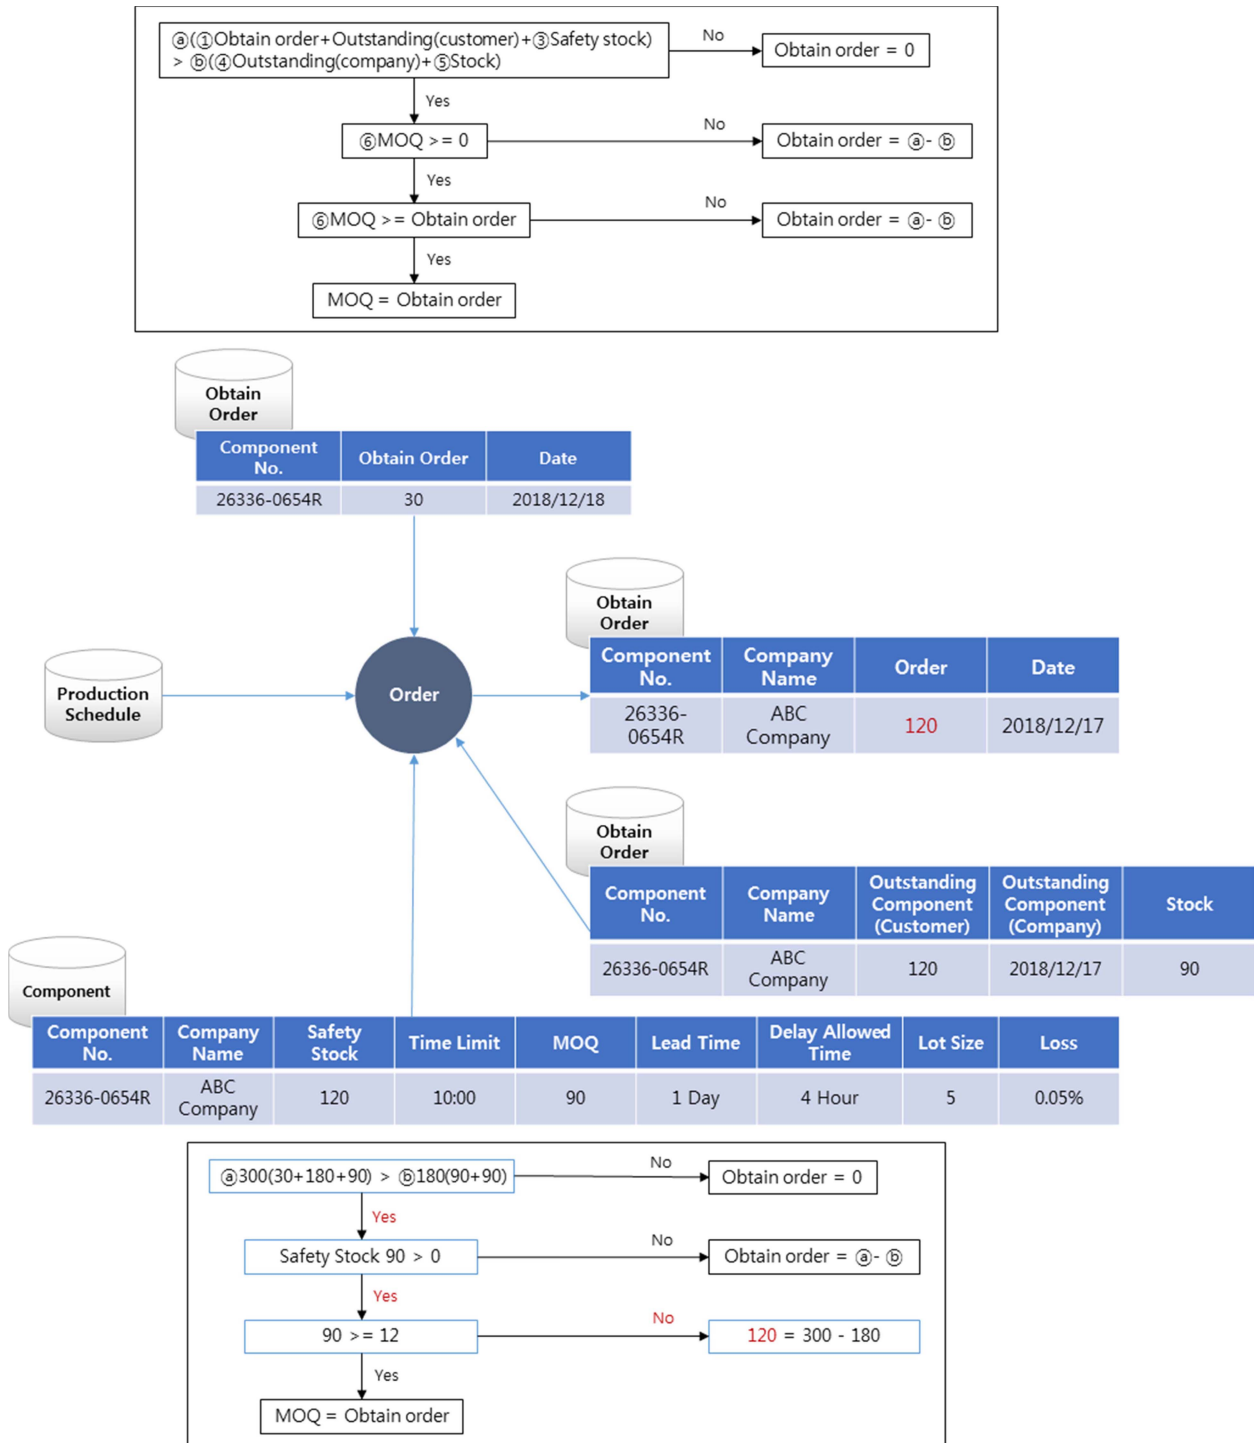 ⓐ(①Obtain order+Outstanding(customer)+③Safety stock)
> ⓑ(④Outstanding(company)+⑤Stock)
No
Obtain order = 0
Yes
⑥MOQ >= 0
No
Obtain order = ⓐ- ⓑ
Yes
⑥MOQ >= Obtain order
No
Obtain order = ⓐ- ⓑ
Yes
MOQ = Obtain order
Obtain
Order
Component
No.
Obtain Order
Date
26336-0654R
30
2018/12/18
Production
Schedule
Order
Obtain
Order
Component
No.
Company
Name
Order
Date
26336-
0654R
ABC
Company
120
2018/12/17
Obtain
Order
Component
No.
Company
Name
Outstanding
Component
(Customer)
Outstanding
Component
(Company)
Stock
26336-0654R
ABC
Company
120
2018/12/17
90
Component
Component
No.
Company
Name
Safety
Stock
Time Limit
MOQ
Lead Time
Delay Allowed
Time
Lot Size
Loss
26336-0654R
ABC
Company
120
10:00
90
1 Day
4 Hour
5
0.05%
ⓐ300(30+180+90) > ⓑ180(90+90)
No
Obtain order = 0
Yes
Safety Stock 90 > 0
No
Obtain order = ⓐ- ⓑ
Yes
90 >= 12
No
120 = 300 - 180
Yes
MOQ = Obtain order